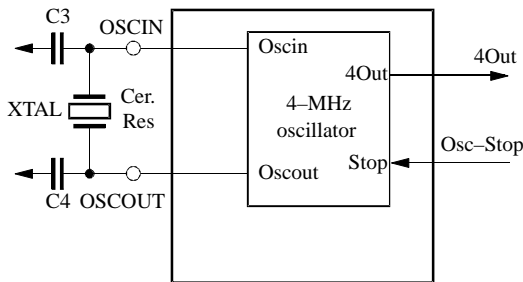 C3
OSCIN
Oscin
4Out
4Out
XTAL
Cer.
Res
4–MHz
oscillator
Osc–Stop
Stop
Oscout
C4
OSCOUT